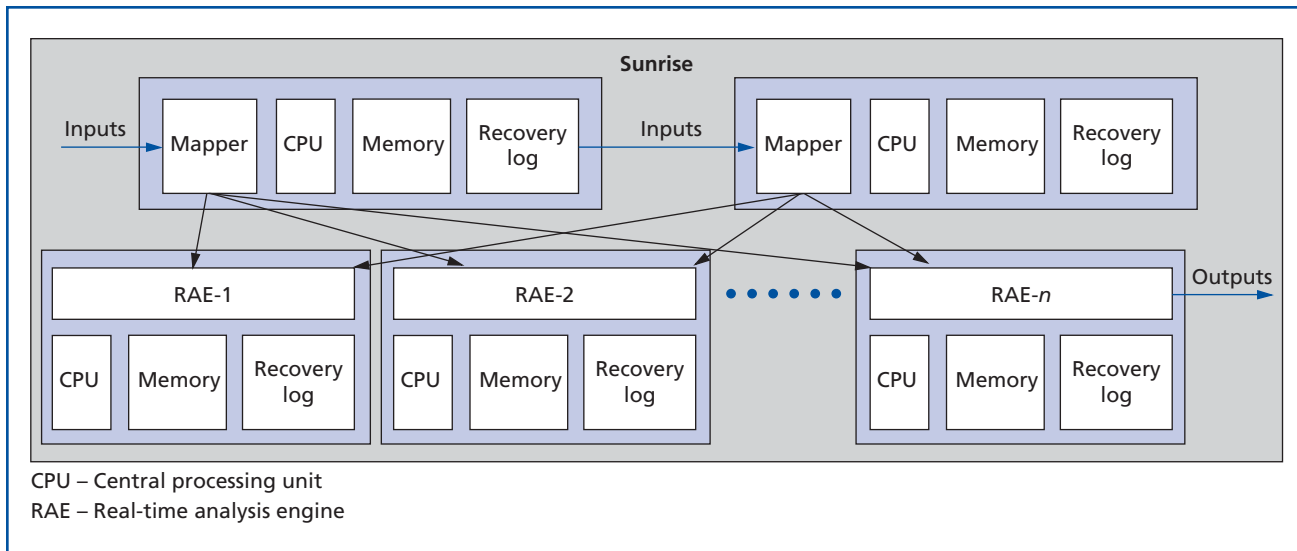 Sunrise
Inputs
Mapper
CPU
Memory
Recovery
log
Inputs
Mapper
CPU
Memory
Recovery
log
RAE-1
RAE-2
RAE-n
Outputs
CPU
Memory
Recovery
log
CPU
Memory
Recovery
log
CPU
Memory
Recovery
log
CPU – Central processing unit
RAE – Real-time analysis engine